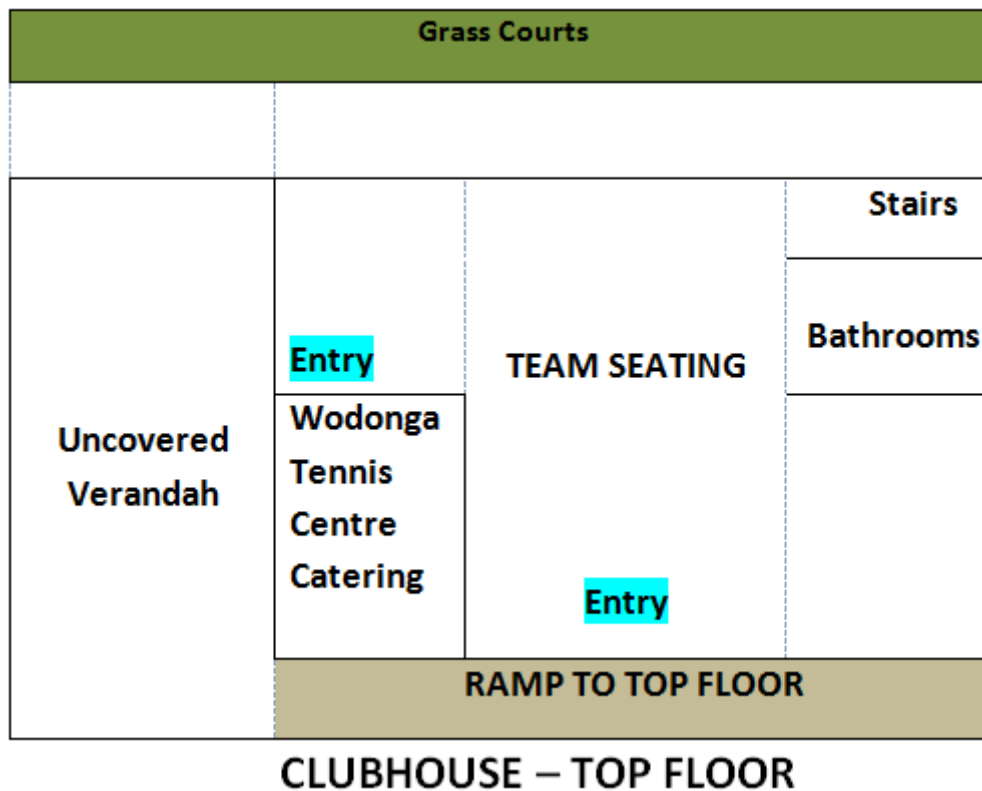 Grass Courts
Stairs
Bathrooms
Entry
TEAM SEATING
Uncovered
Verandah
Wodonga
Tennis
Centre
Catering
Entry
RAMP TO TOP FLOOR
CLUBHOUSE – TOP FLOOR